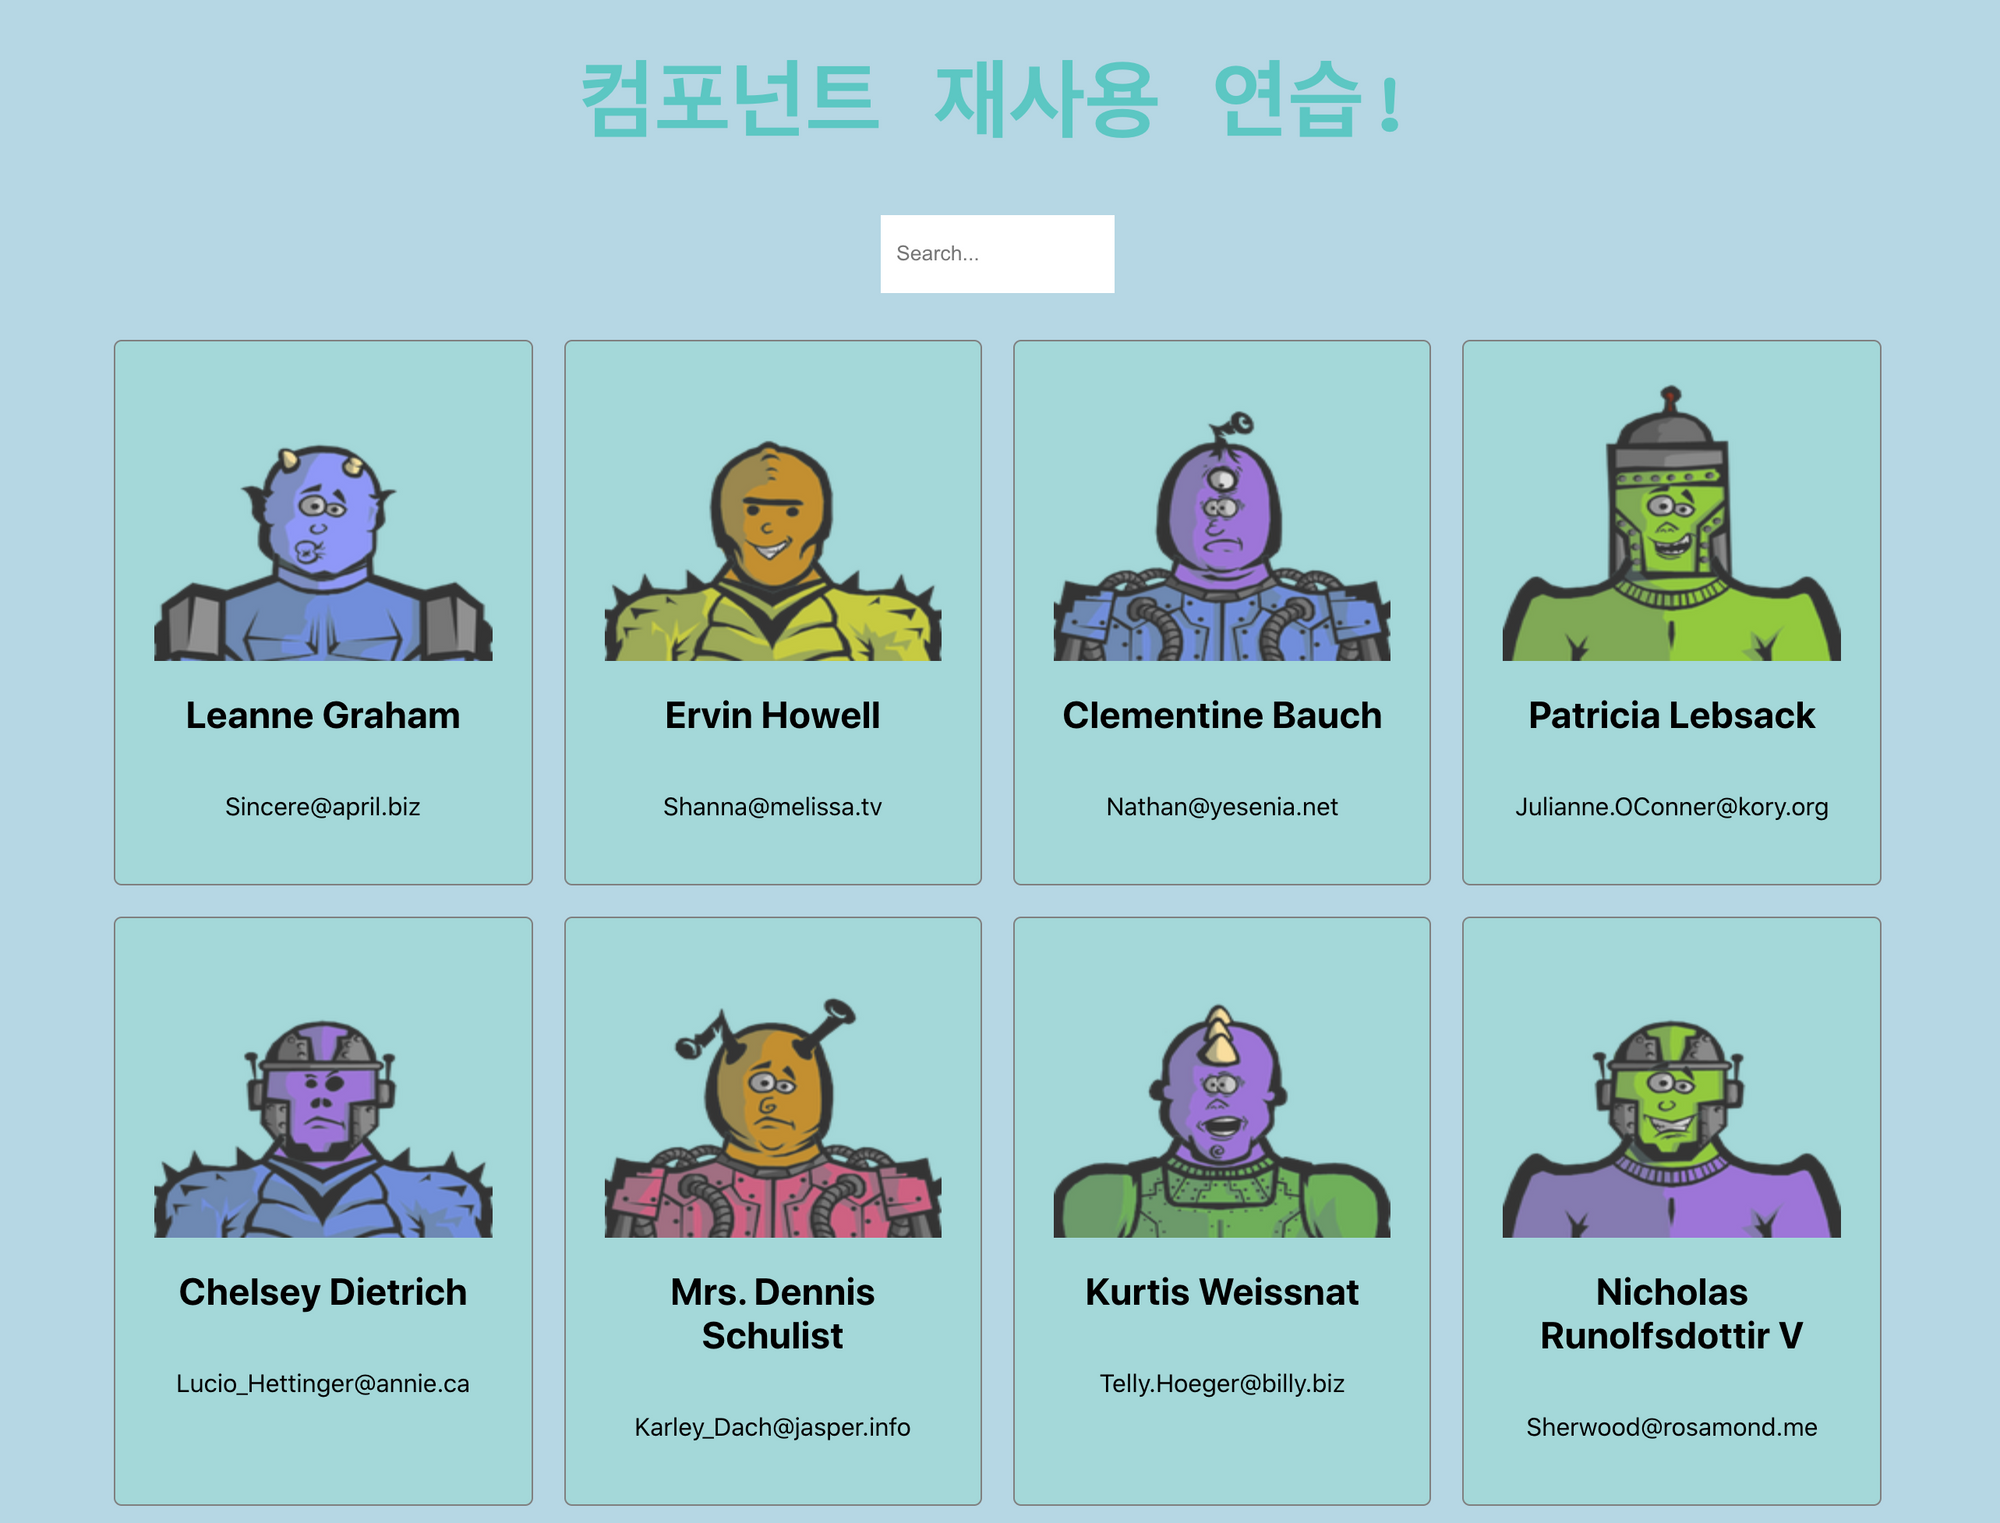 컴포넌트 재사용 연습!
Search...
Leanne Graham
Sincere@april.biz
Ervin Howell
Shanna@melissa.tv
Clementine Bauch
Nathan@yesenia.net
Patricia Lebsack
Julianne.OConner@kory.org
Chelsey Dietrich
Lucio_Hettinger@annie.ca
Mrs. Dennis
Schulist
Karley_Dach@jasper.info
Kurtis Weissnat
Telly.Hoeger@billy.biz
Nicholas
Runolfsdottir V
Sherwood@rosamond.me